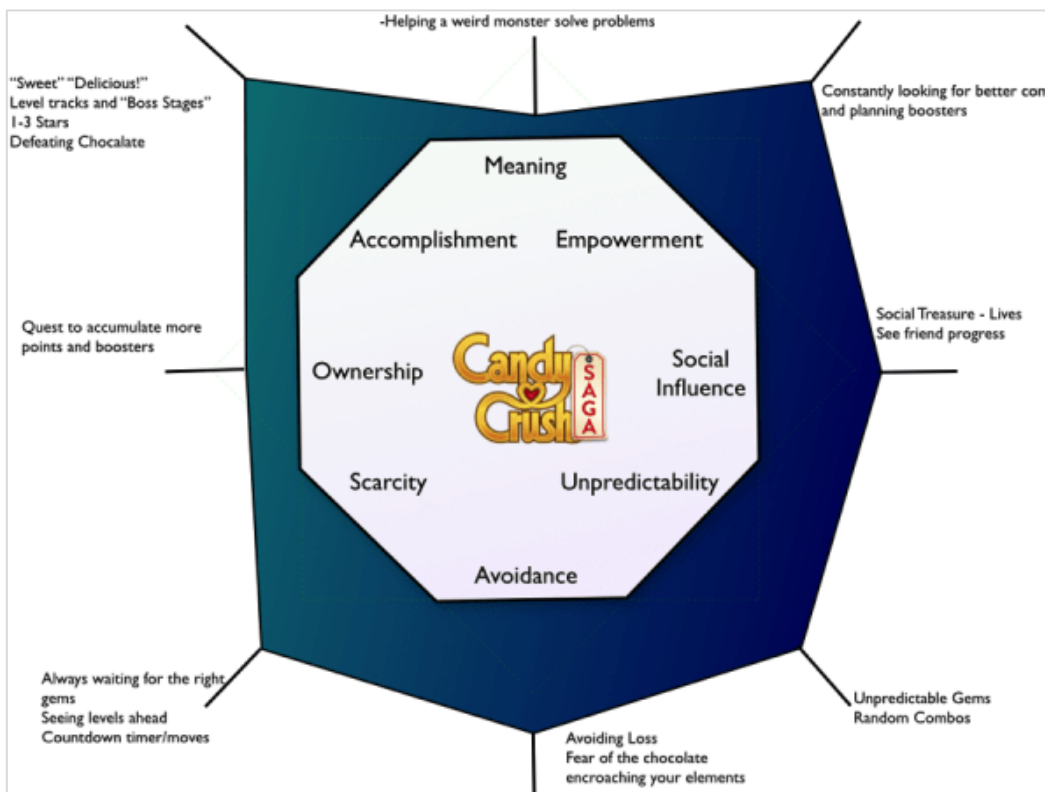 -Helping a weird monster solve problems
"Sweet" "Delicious!"
Level tracks and "Boss Stages"
1-3 Stars
Defeating Chocalate
Constantly looking for better com
and planning boosters
Meaning
Accomplishment
Empowerment
Quest to accumulate more
points and boosters
Ownership
Candy
Crush
SAGA
Social
Influence
Social Treasure - Lives
See friend progress
Scarcity
Unpredictability
Avoidance
Always waiting for the right
gems
Seeing levels ahead
Countdown timer/moves
Avoiding Loss
Fear of the chocolate
encroaching your elements
Unpredictable Gems
Random Combos